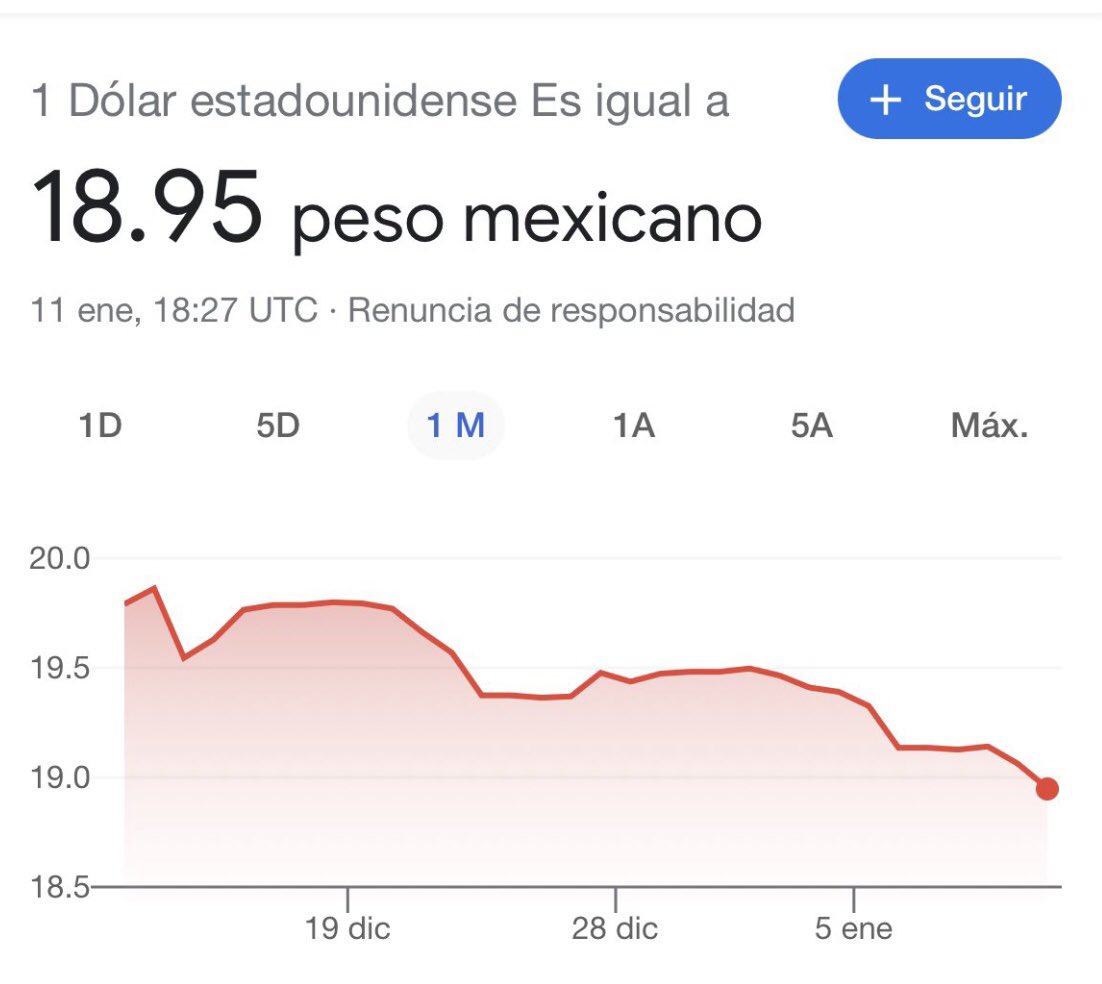 1 Dólar estadounidense Es igual a
+ Seguir
18.95 peso mexicano
11 ene, 18:27 UTC · Renuncia de responsabilidad
1D 5D 1 M 1A 5A Máx.
20.0
19.5
19.0
18.5
19 dic 28 dic 5 ene